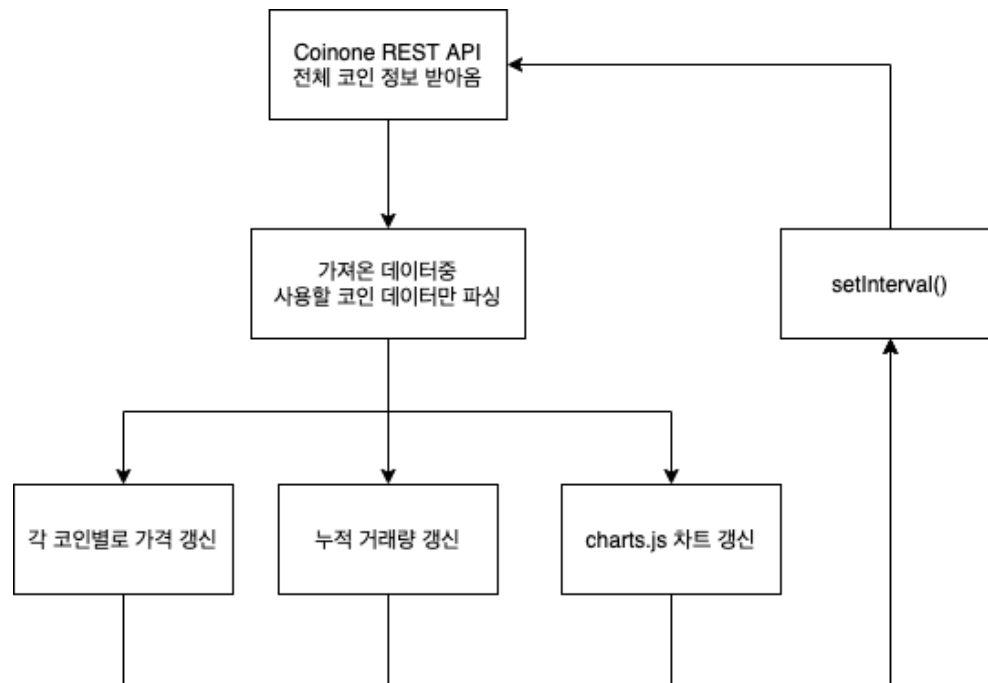 Coinone REST API
전체 코인 정보 받아옴
가져온 데이터중
사용할 코인 데이터만 파싱
setInterval()
각 코인별로 가격 갱신
누적 거래량 갱신
charts.js 차트 갱신